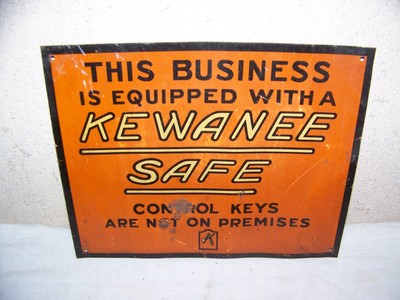 THIS BUSINESS
IS EQUIPPED WITH A
KEWANEE
SAFE
CONTROL KEYS
ARE NOT ON PREMISES
K